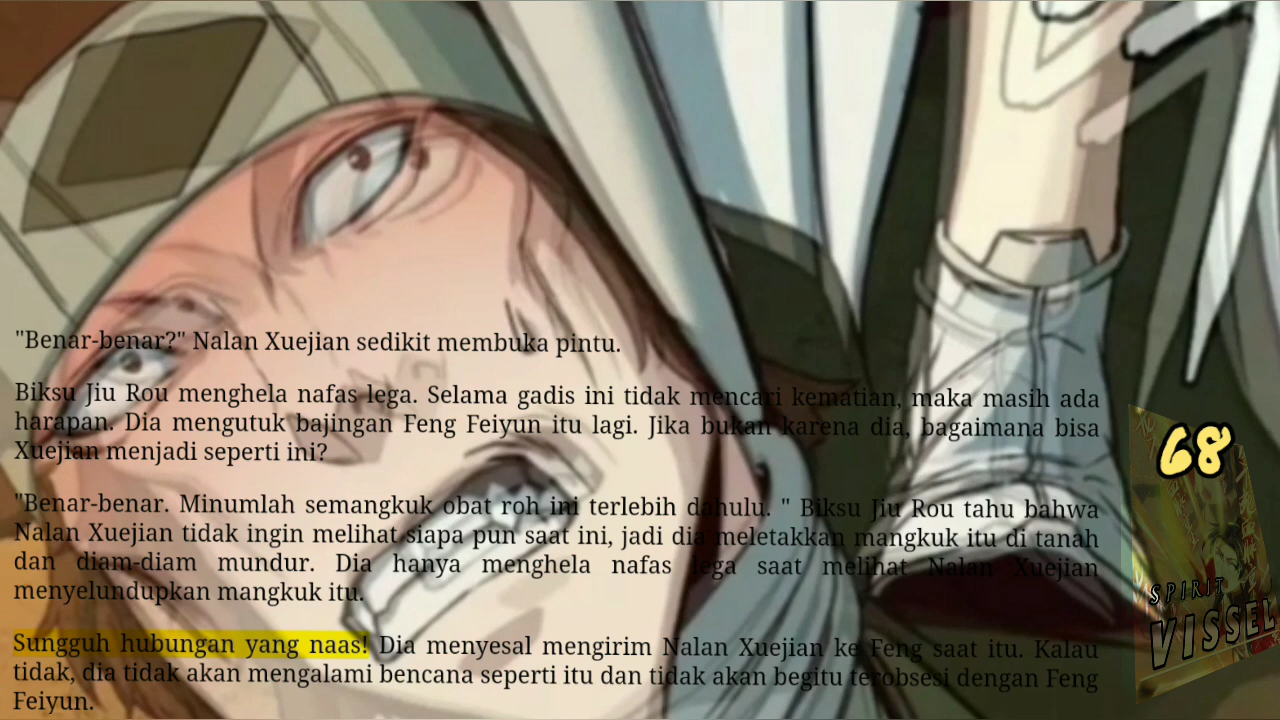 "Benar-benar?" Nalan Xuejian sedikit membuka pintu.
Biksu Jiu Rou menghela nafas lega. Selama gadis ini tidak mencari kematian, maka masih ada
harapan. Dia mengutuk bajingan Feng Feiyun itu lagi. Jika bukan karena dia, bagaimana bisa
Xuejian menjadi seperti ini?
"Benar-benar. Minumlah semangkuk obat roh ini terlebih dahulu. " Biksu Jiu Rou tahu bahwa
Nalan Xuejian tidak ingin melihat siapa pun saat ini, jadi dia meletakkan mangkuk itu di tanah
dan diam-diam mundur. Dia hanya menghela nafas lega saat melihat Nalan Xuejian
menyelundupkan mangkuk itu.
Sungguh hubungan yang naas! Dia menyesal mengirim Nalan Xuejian ke Feng saat itu. Kalau
tidak, dia tidak akan mengalami bencana seperti itu dan tidak akan begitu terobsesi dengan Feng
Feiyun.
68
SPIRIT
VISSEL